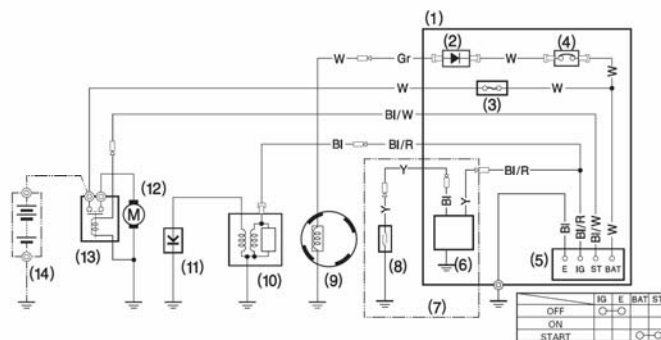 (1)
(2)
(4)
W
Gr
W
W
W
W
(3)
Bl/W
Bl
Bl/R
Y
Bl/R
Bl
Y
Y
(12)
M
(13)
(14)
(11)
(10)
(9)
(8)
(6)
(7)
Bl
Bl/R
Bl/W
W
(5)
E IG ST BAT
IG E BAT ST
OFF
ON
START